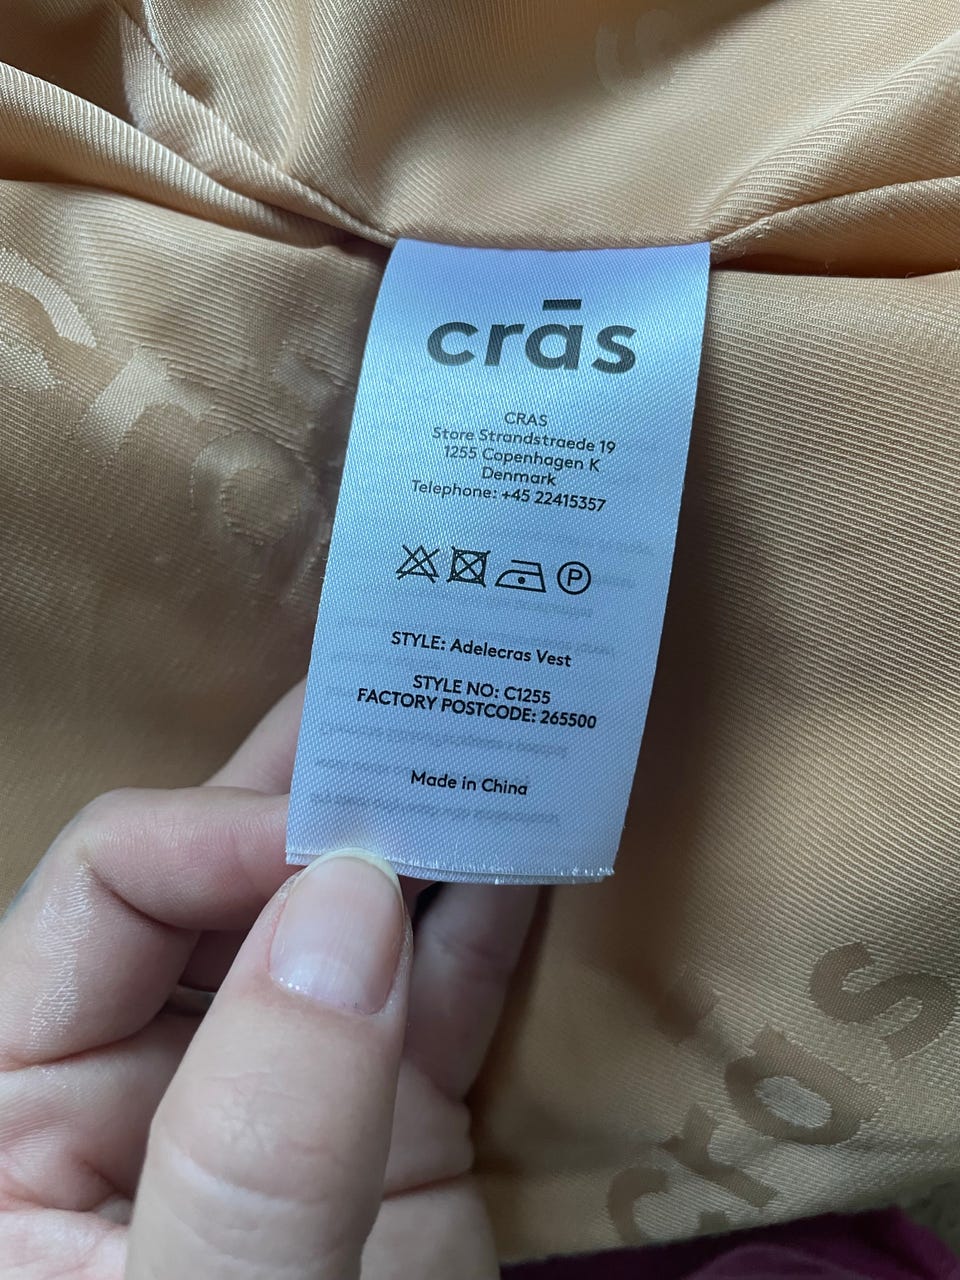 crās
CRAS
Store Strandstraede 19
1255 Copenhagen K
Denmark
Telephone: +45 22415357
P
STYLE: Adelecras Vest
STYLE NO: C1255
FACTORY POSTCODE: 265500
Made in China
crās